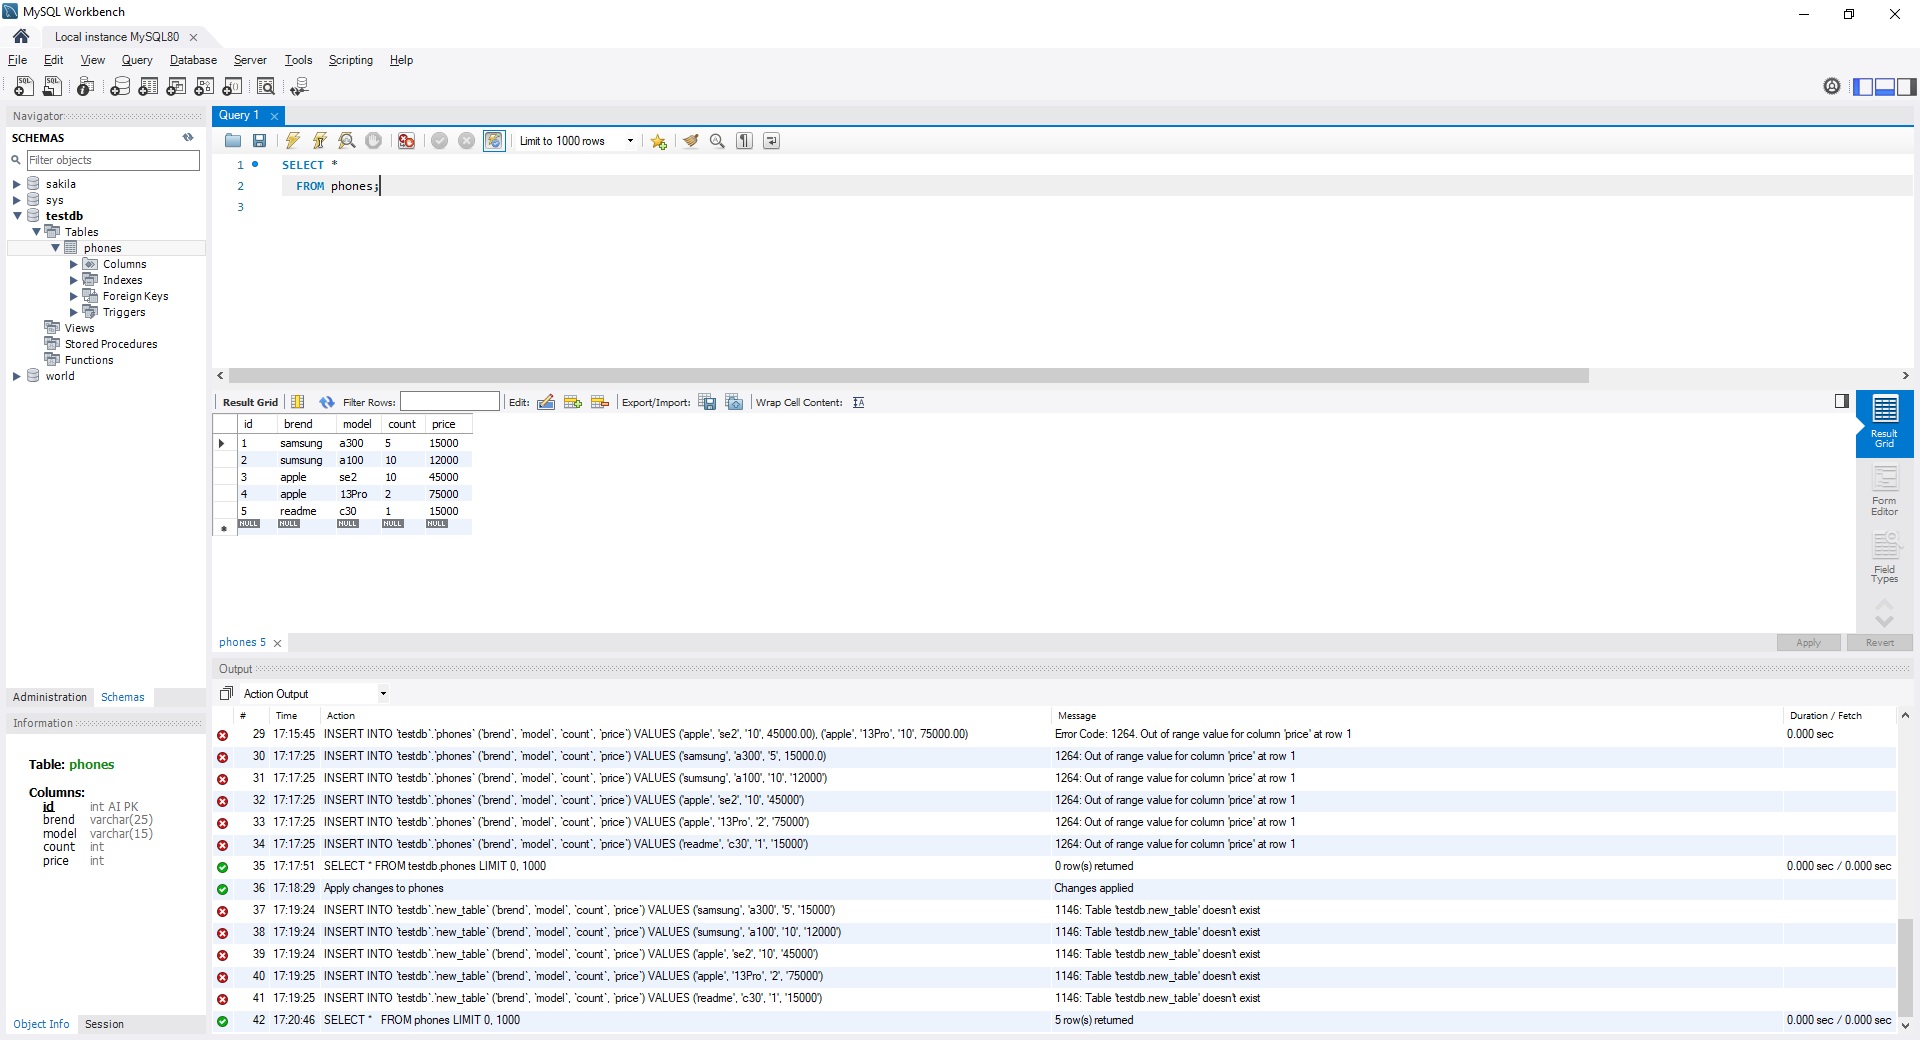 MySQL Workbench
Local instance MySQL80
File Edit View Query Database Server Tools Scripting Help
Navigator
SCHEMAS
Filter objects
sakila
sys
testdb
Tables
phones
Columns
Indexes
Foreign Keys
Triggers
Views
Stored Procedures
Functions
world
Administration Schemas
Information
Table: phones
Columns:
id int AI PK
brend varchar(25)
model varchar(15)
count int
price int
Object Info Session
Query 1
Limit to 1000 rows
1 SELECT *
2 FROM phones;
3
Result Grid Filter Rows: Edit: Export/Import: Wrap Cell Content:
id brend model count price
1 samsung a300 5 15000
2 sumsung a100 10 12000
3 apple se2 10 45000
4 apple 13Pro 2 75000
5 readme c30 1 15000
NULL NULL NULL NULL NULL
Result
Grid
Form
Editor
Field
Types
phones 5
Apply Revert
Output
Action Output
# Time Action Message Duration / Fetch
29 17:15:45 INSERT INTO `testdb`.`phones` (`brend`, `model`, `count`, `price`) VALUES ('apple', 'se2', '10', 45000.00), ('apple', '13Pro', '10', 75000.00) Error Code: 1264. Out of range value for column 'price' at row 1 0.000 sec
30 17:17:25 INSERT INTO `testdb`.`phones` (`brend`, `model`, `count`, `price`) VALUES ('samsung', 'a300', '5', 15000.0) 1264: Out of range value for column 'price' at row 1
31 17:17:25 INSERT INTO `testdb`.`phones` (`brend`, `model`, `count`, `price`) VALUES ('sumsung', 'a100', '10', '12000') 1264: Out of range value for column 'price' at row 1
32 17:17:25 INSERT INTO `testdb`.`phones` (`brend`, `model`, `count`, `price`) VALUES ('apple', 'se2', '10', '45000') 1264: Out of range value for column 'price' at row 1
33 17:17:25 INSERT INTO `testdb`.`phones` (`brend`, `model`, `count`, `price`) VALUES ('apple', '13Pro', '2', '75000') 1264: Out of range value for column 'price' at row 1
34 17:17:25 INSERT INTO `testdb`.`phones` (`brend`, `model`, `count`, `price`) VALUES ('readme', 'c30', '1', '15000') 1264: Out of range value for column 'price' at row 1
35 17:17:51 SELECT * FROM testdb.phones LIMIT 0, 1000 0 row(s) returned 0.000 sec / 0.000 sec
36 17:18:29 Apply changes to phones Changes applied
37 17:19:24 INSERT INTO `testdb`.`new_table` (`brend`, `model`, `count`, `price`) VALUES ('samsung', 'a300', '5', '15000') 1146: Table 'testdb.new_table' doesn't exist
38 17:19:24 INSERT INTO `testdb`.`new_table` (`brend`, `model`, `count`, `price`) VALUES ('sumsung', 'a100', '10', '12000') 1146: Table 'testdb.new_table' doesn't exist
39 17:19:24 INSERT INTO `testdb`.`new_table` (`brend`, `model`, `count`, `price`) VALUES ('apple', 'se2', '10', '45000') 1146: Table 'testdb.new_table' doesn't exist
40 17:19:25 INSERT INTO `testdb`.`new_table` (`brend`, `model`, `count`, `price`) VALUES ('apple', '13Pro', '2', '75000') 1146: Table 'testdb.new_table' doesn't exist
41 17:19:25 INSERT INTO `testdb`.`new_table` (`brend`, `model`, `count`, `price`) VALUES ('readme', 'c30', '1', '15000') 1146: Table 'testdb.new_table' doesn't exist
42 17:20:46 SELECT * FROM phones LIMIT 0, 1000 5 row(s) returned 0.000 sec / 0.000 sec